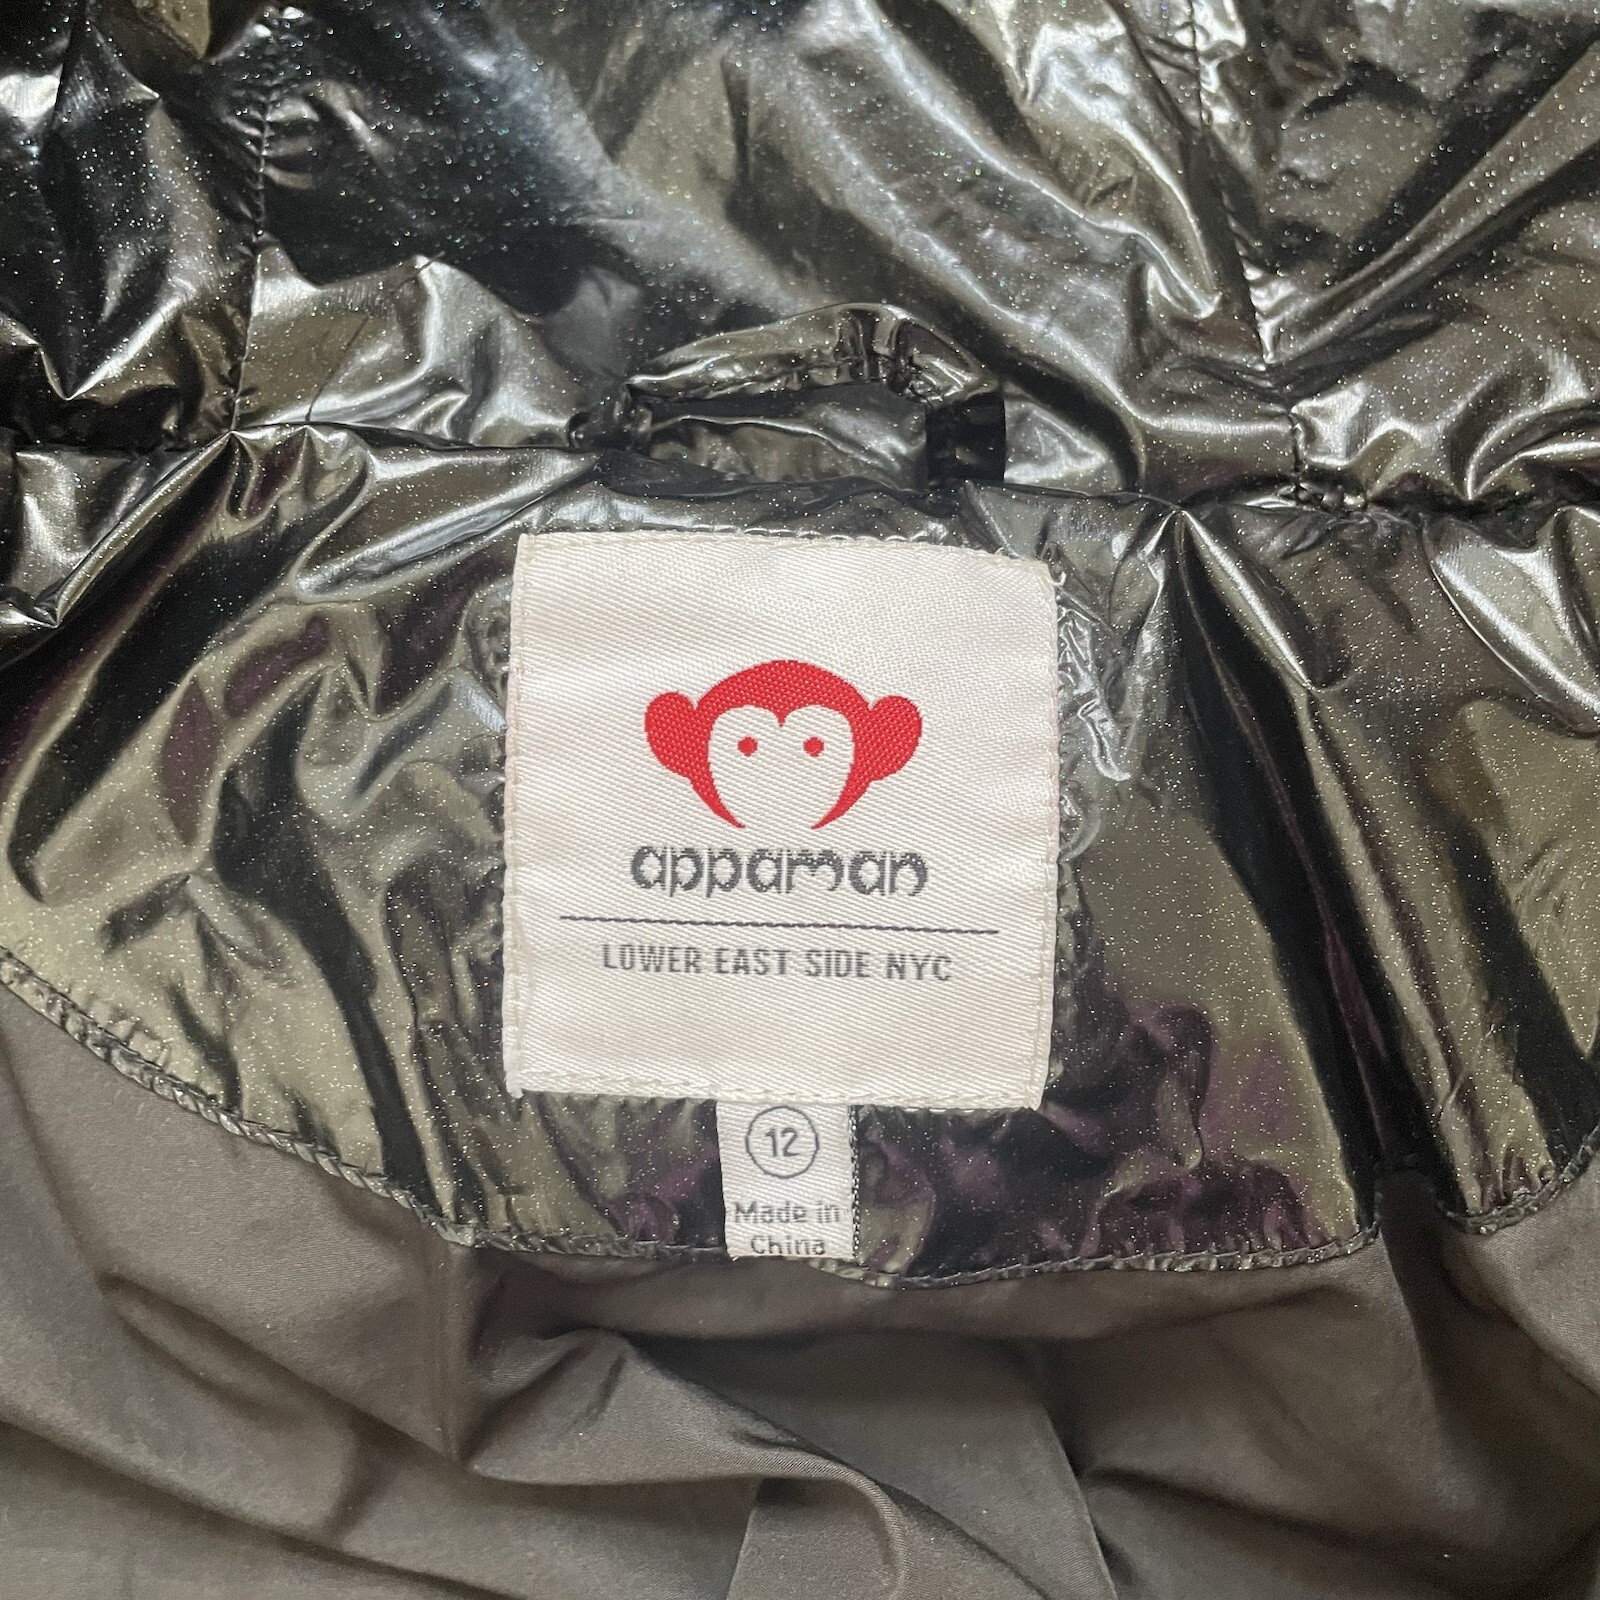 appaman
LOWER EAST SIDE NYC
12
Made in
China